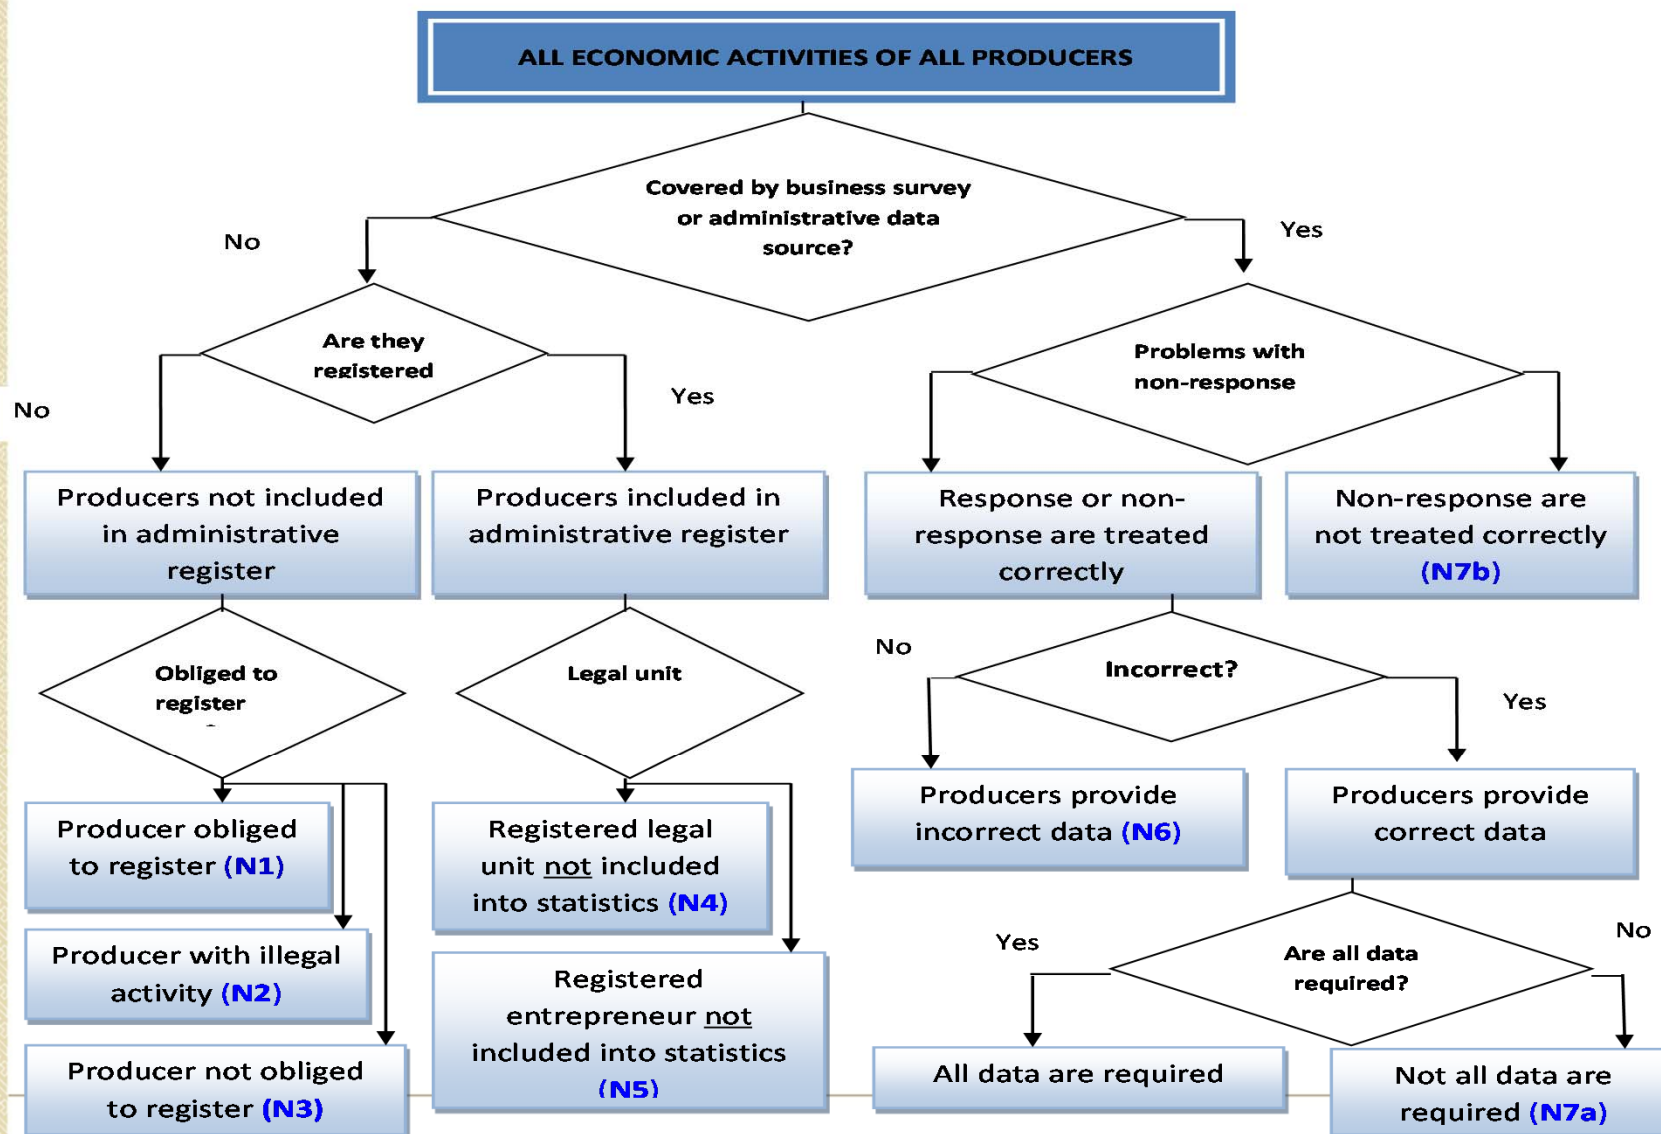 ALL ECONOMIC ACTIVITIES OF ALL PRODUCERS
Covered by business survey
or administrative data
source?
No
Yes
Are they
registered
Problems with
non-response
No
Yes
Producers not included
in administrative
register
Producers included in
administrative register
Response or non-
response are treated
correctly
Non-response are
not treated correctly
(N7b)
Obliged to
register
Legal unit
No
Incorrect?
Yes
Producer obliged
to register (N1)
Registered legal
unit not included
into statistics (N4)
Producers provide
incorrect data (N6)
Producers provide
correct data
Producer with illegal
activity (N2)
Registered
entrepreneur not
included into statistics
(N5)
Yes
Are all data
required?
No
Producer not obliged
to register (N3)
All data are required
Not all data are
required (N7a)